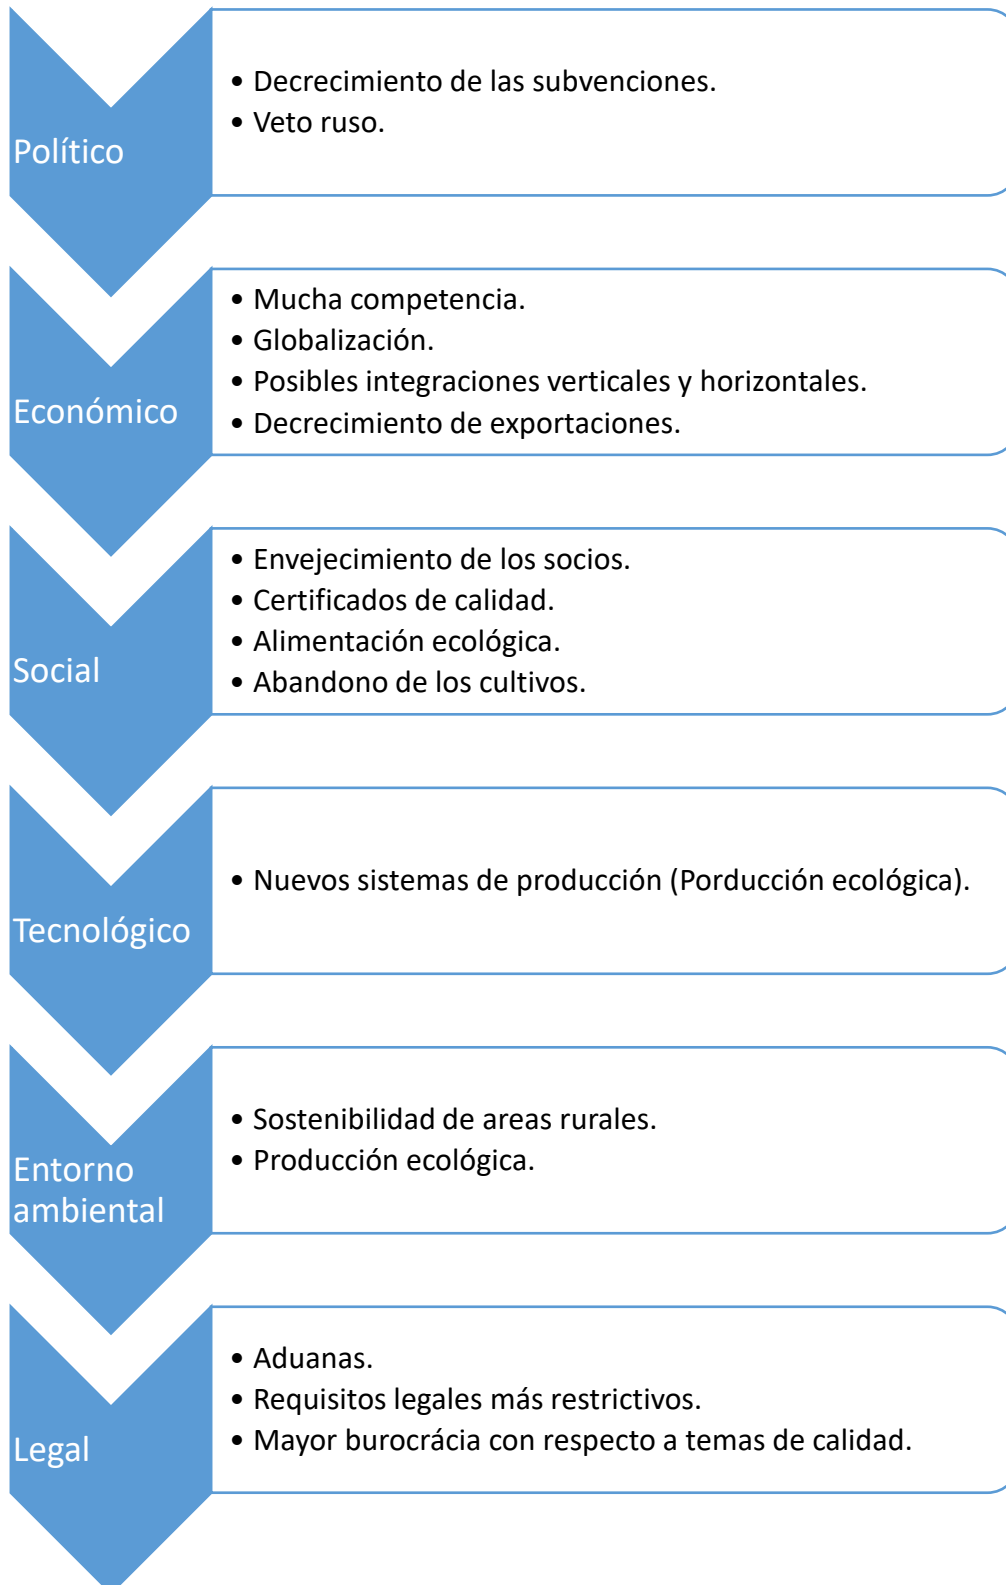 Político
• Decrecimiento de las subvenciones.
• Veto ruso.
Económico
• Mucha competencia.
• Globalización.
• Posibles integraciones verticales y horizontales.
• Decrecimiento de exportaciones.
Social
• Envejecimiento de los socios.
• Certificados de calidad.
• Alimentación ecológica.
• Abandono de los cultivos.
Tecnológico
• Nuevos sistemas de producción (Porducción ecológica).
Entorno
ambiental
• Sostenibilidad de areas rurales.
• Producción ecológica.
Legal
• Aduanas.
• Requisitos legales más restrictivos.
• Mayor burocrácia con respecto a temas de calidad.